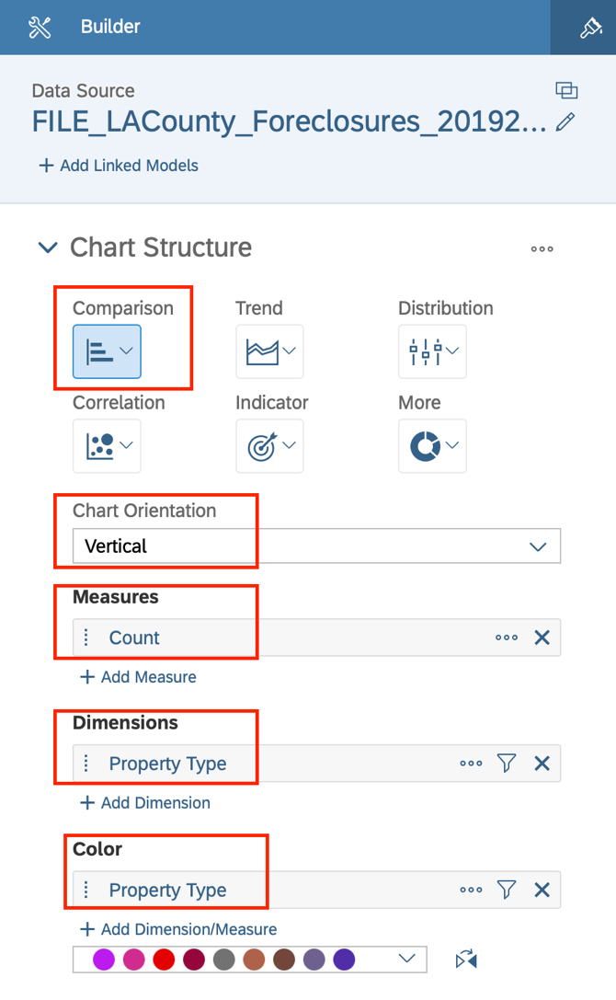 Builder
Data Source
FILE_LACounty_Foreclosures_20192...
Add Linked Models
Chart Structure
Comparison Trend Distribution
Correlation Indicator More
Chart Orientation
Vertical
Measures
Count
Add Measure
Dimensions
Property Type
Add Dimension
Color
Property Type
Add Dimension/Measure